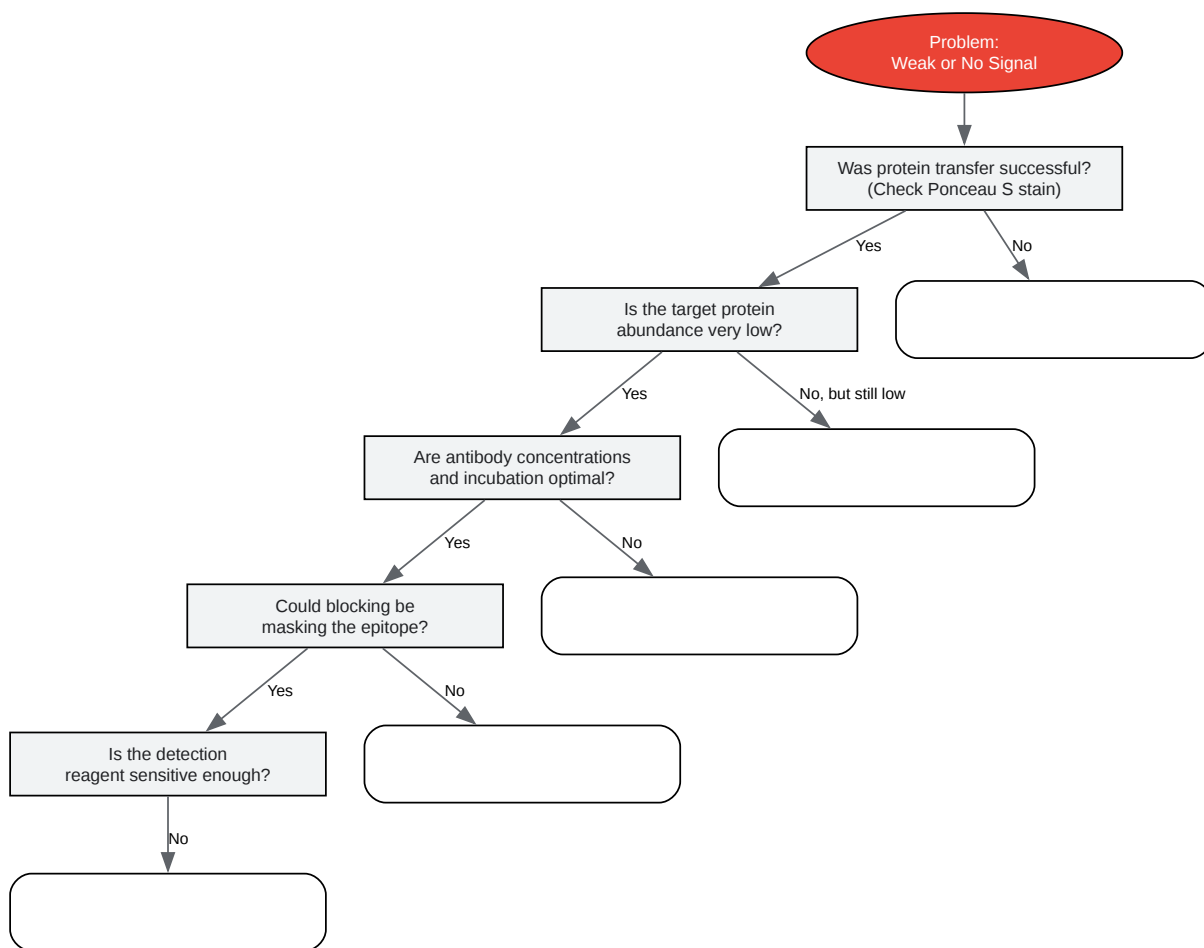 Problem:
Weak or No Signal
Was protein transfer successful?
(Check Ponceau S stain)
Yes
No
Is the target protein
abundance very low?
Yes
No, but still low
Are antibody concentrations
and incubation optimal?
Yes
No
Could blocking be
masking the epitope?
Yes
No
Is the detection
reagent sensitive enough?
No